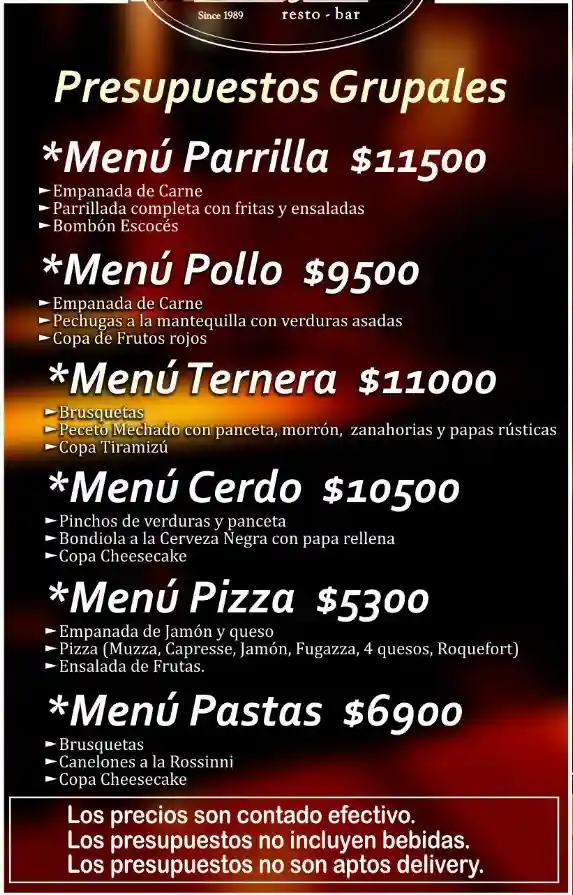 Since 1989 resto - bar
Presupuestos Grupales
*Menú Parrilla $11500
►Empanada de Carne
►Parrillada completa con fritas y ensaladas
►Bombón Escocés
*Menú Pollo $9500
►Empanada de Carne
►Pechugas a la mantequilla con verduras asadas
►Copa de Frutos rojos
*Menú Ternera $11000
►Brusquetas
►Peceto Mechado con panceta, morrón, zanahorias y papas rústicas
►Copa Tiramizú
*Menú Cerdo $10500
►Pinchos de verduras y panceta
►Bondiola a la Cerveza Negra con papa rellena
►Copa Cheesecake
*Menú Pizza $5300
►Empanada de Jamón y queso
►Pizza (Muzza, Capresse, Jamón, Fugazza, 4 quesos, Roquefort)
►Ensalada de Frutas.
*Menú Pastas $6900
►Brusquetas
►Canelones a la Rossinni
►Copa Cheesecake
Los precios son contado efectivo.
Los presupuestos no incluyen bebidas.
Los presupuestos no son aptos delivery.